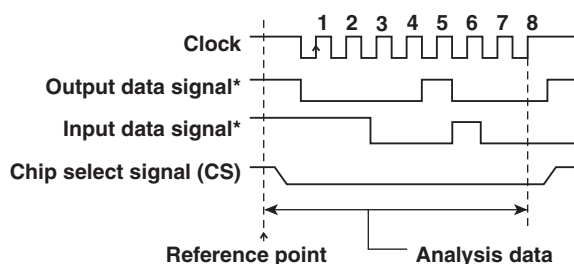 1 2 3 4 5 6 7 8
Clock
Output data signal*
Input data signal*
Chip select signal (CS)
Reference point Analysis data